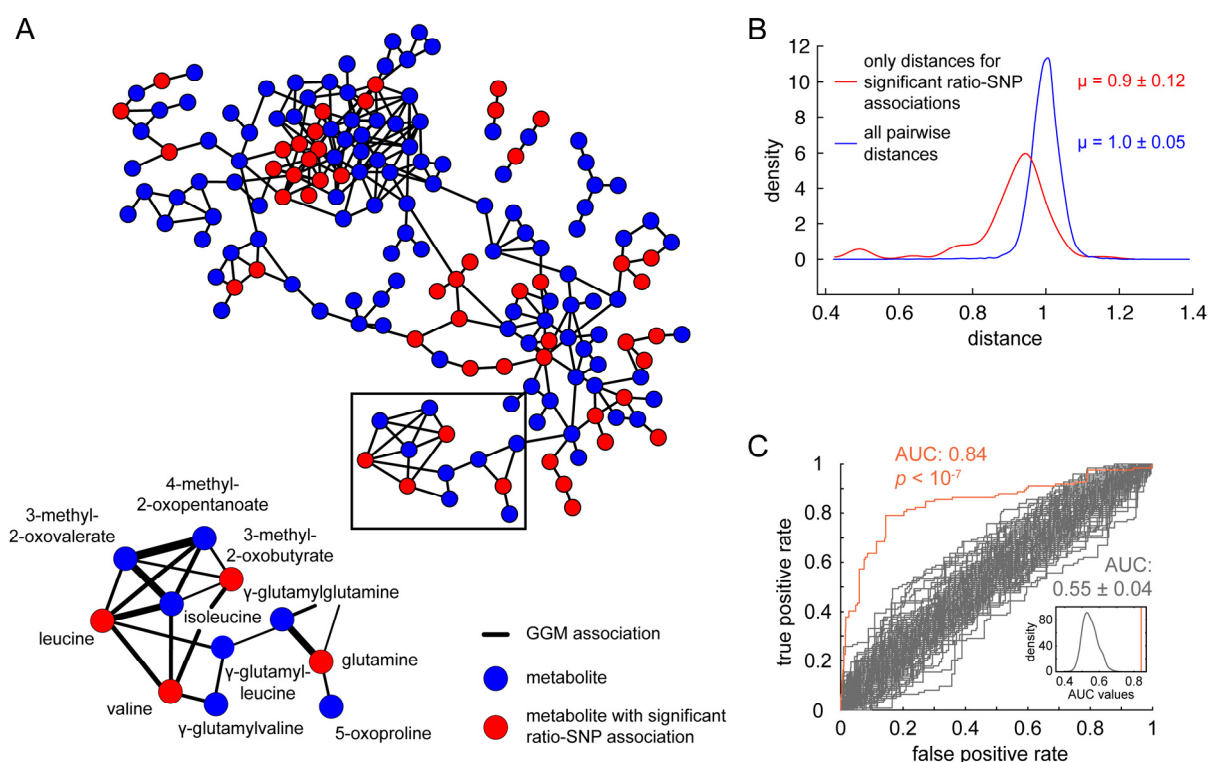 A
4-methyl-
2-oxopentanoate
3-methyl-
2-oxovalerate
3-methyl-
2-oxobutyrate
γ-glutamylglutamine
isoleucine
leucine
glutamine
γ-glutamyl-
leucine
valine
γ-glutamylvaline
5-oxoproline
GGM association
metabolite
metabolite with significant
ratio-SNP association
B
12
10
8
6
4
2
0
density
only distances for
significant ratio-SNP
associations
all pairwise
distances
μ = 0.9 ± 0.12
μ = 1.0 ± 0.05
0.4 0.6 0.8 1 1.2 1.4
distance
C
AUC: 0.84
p < 10-7
1
0.8
0.6
0.4
0.2
0
true positive rate
AUC:
0.55 ± 0.04
80
40
0
density
0.4 0.6 0.8
AUC values
0 0.2 0.4 0.6 0.8 1
false positive rate